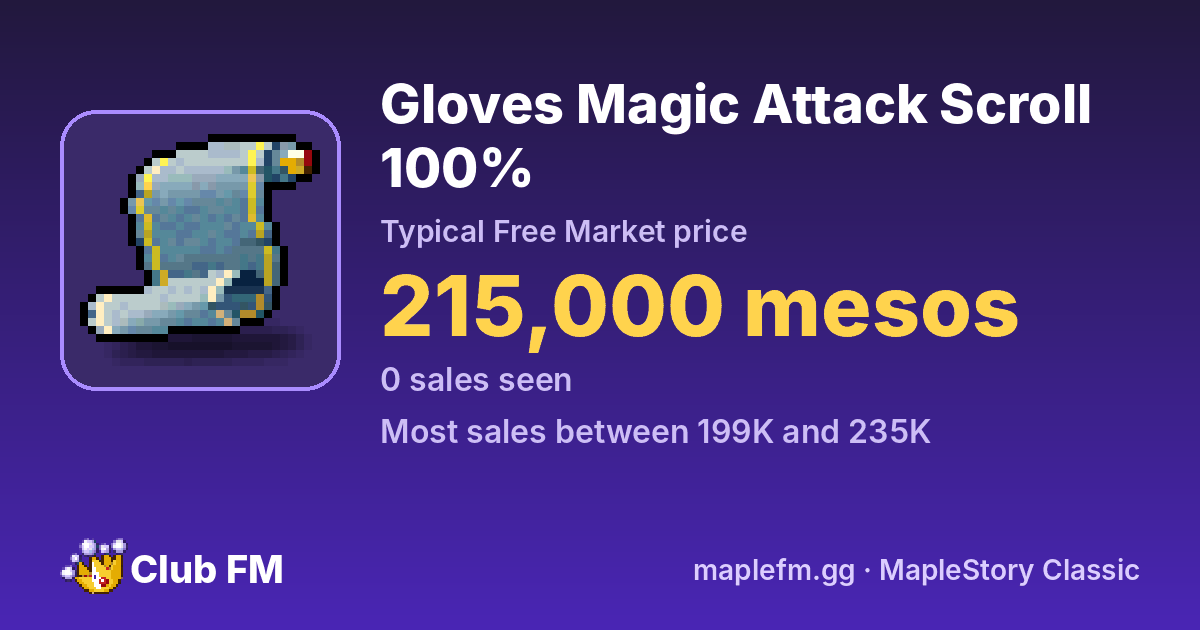 Gloves Magic Attack Scroll
100%
Typical Free Market price
215,000 mesos
0 sales seen
Most sales between 199K and 235K
Club FM
maplefm.gg · MapleStory Classic